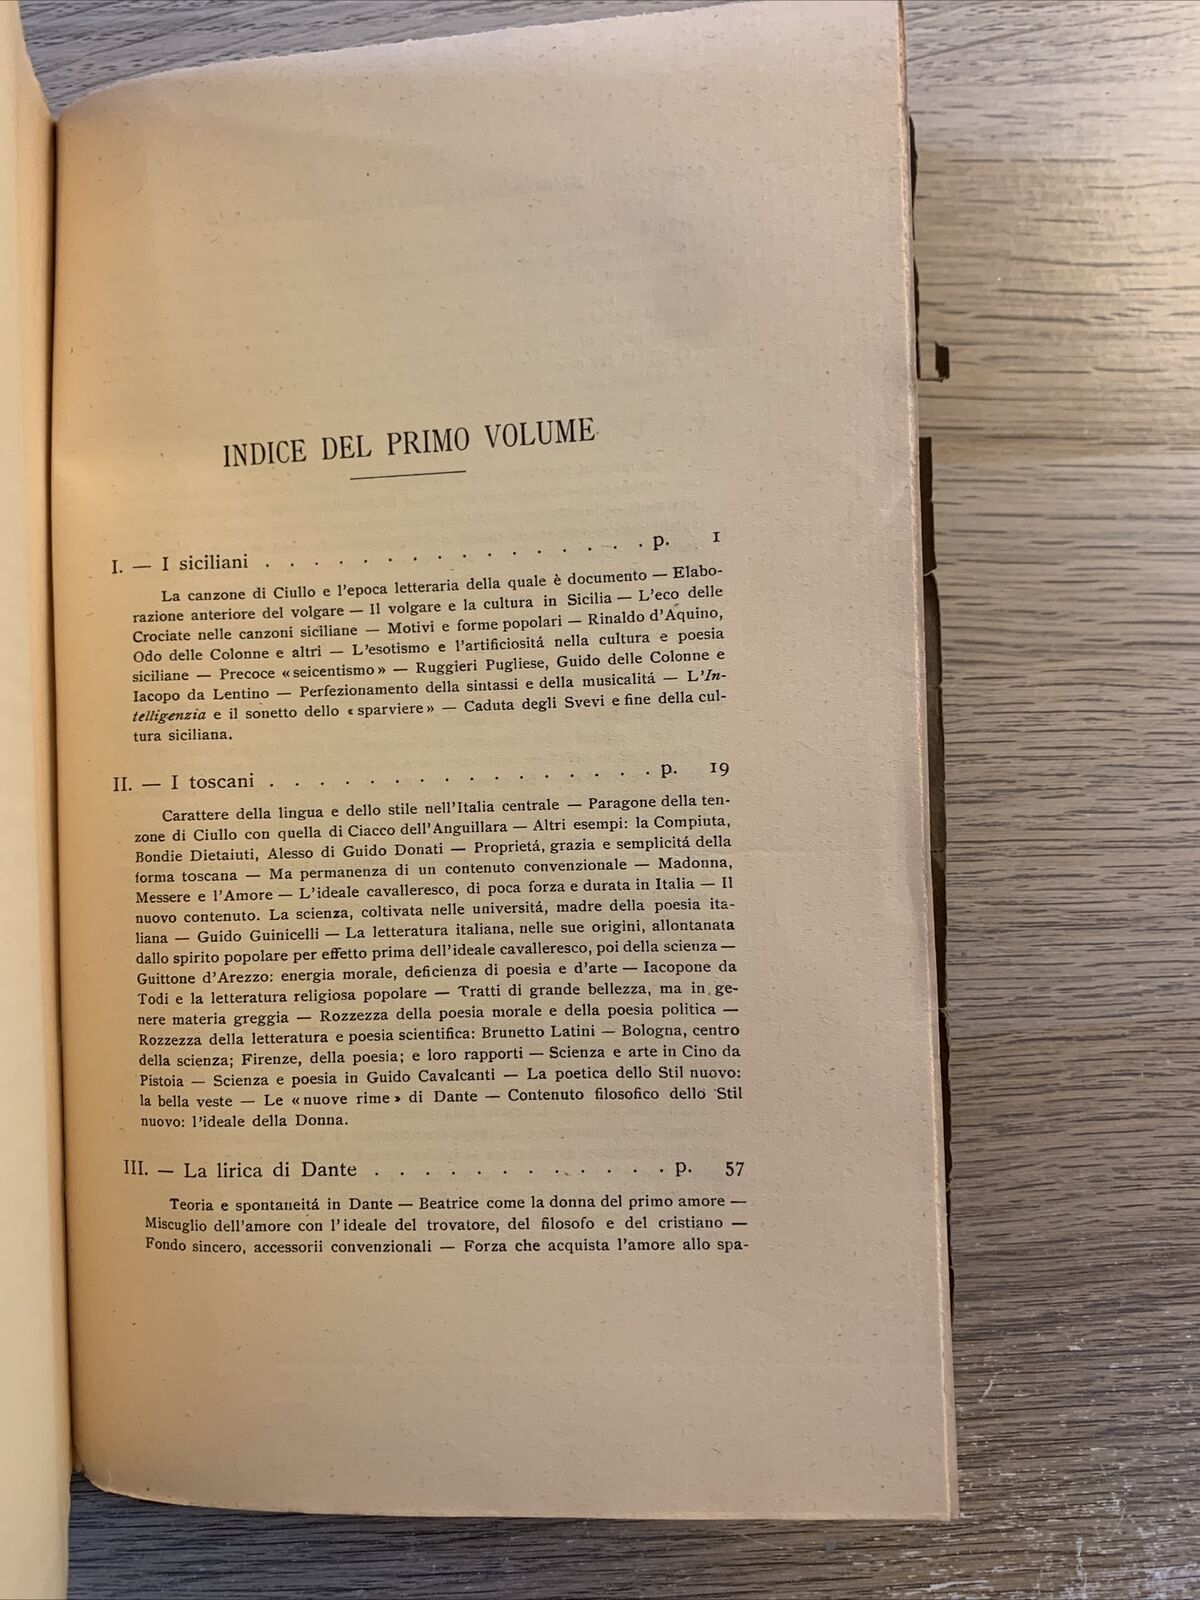 INDICE DEL PRIMO VOLUME
I. — I siciliani . . . . . . . . . . . . . . . . p. 1
La canzone di Ciullo e l'epoca letteraria della quale è documento — Elabo-
razione anteriore del volgare — Il volgare e la cultura in Sicilia — L'eco delle
Crociate nelle canzoni siciliane — Motivi e forme popolari — Rinaldo d'Aquino,
Odo delle Colonne e altri — L'esotismo e l'artificiositá nella cultura e poesia
siciliane — Precoce «seicentismo» — Ruggieri Pugliese, Guido delle Colonne e
Iacopo da Lentino — Perfezionamento della sintassi e della musicalitá — L'In-
telligenzia e il sonetto dello «sparviere» — Caduta degli Svevi e fine della cul-
tura siciliana.
II. — I toscani . . . . . . . . . . . . . . . . p. 19
Carattere della lingua e dello stile nell'Italia centrale — Paragone della ten-
zone di Ciullo con quella di Ciacco dell'Anguillara — Altri esempi: la Compiuta,
Bondie Dietaiuti, Alesso di Guido Donati — Proprietá, grazia e semplicitá della
forma toscana — Ma permanenza di un contenuto convenzionale — Madonna,
Messere e l'Amore — L'ideale cavalleresco, di poca forza e durata in Italia — Il
nuovo contenuto. La scienza, coltivata nelle universitá, madre della poesia ita-
liana — Guido Guinicelli — La letteratura italiana, nelle sue origini, allontanata
dallo spirito popolare per effetto prima dell'ideale cavalleresco, poi della scienza —
Guittone d'Arezzo: energia morale, deficienza di poesia e d'arte — Iacopone da
Todi e la letteratura religiosa popolare — Tratti di grande bellezza, ma in ge-
nere materia greggia — Rozzezza della poesia morale e della poesia politica —
Rozzezza della letteratura e poesia scientifica: Brunetto Latini — Bologna, centro
della scienza; Firenze, della poesia; e loro rapporti — Scienza e arte in Cino da
Pistoia — Scienza e poesia in Guido Cavalcanti — La poetica dello Stil nuovo:
la bella veste — Le «nuove rime» di Dante — Contenuto filosofico dello Stil
nuovo: l'ideale della Donna.
III. — La lirica di Dante . . . . . . . . . . . . . p. 57
Teoria e spontaneitá in Dante — Beatrice come la donna del primo amore —
Miscuglio dell'amore con l'ideale del trovatore, del filosofo e del cristiano —
Fondo sincero, accessorii convenzionali — Forza che acquista l'amore allo spa-